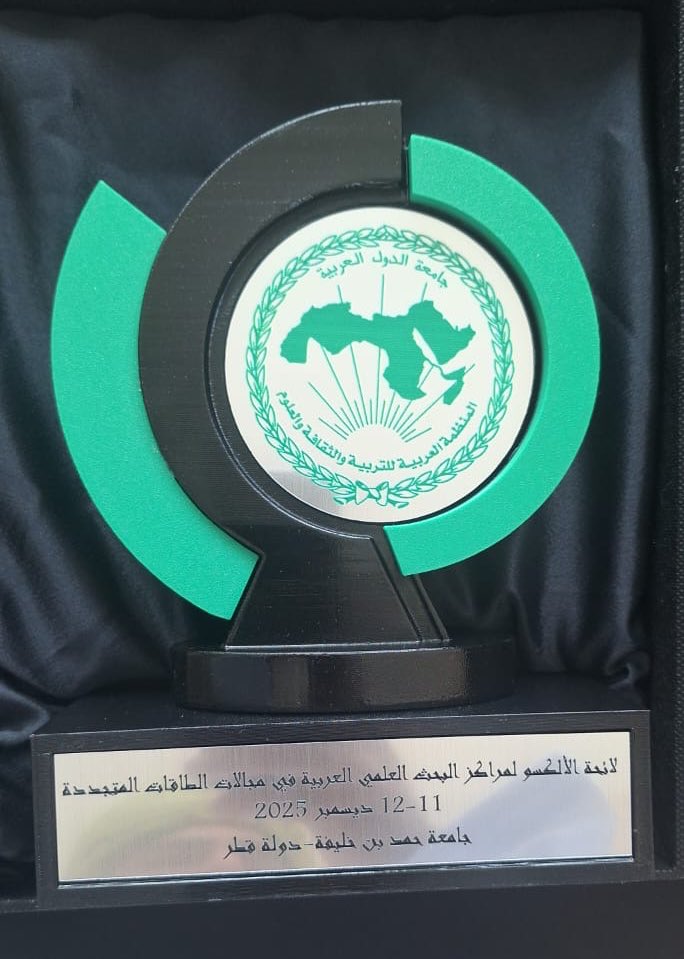 جامعة الدول العربية
المنظمة العربية للتربية والثقافة والعلوم
لائحة الألكسو لمراكز البحث العلمي العربية في مجالات الطاقات المتجددة
11-12 ديسمبر 2025
جامعة حمد بن خليفة- دولة قطر